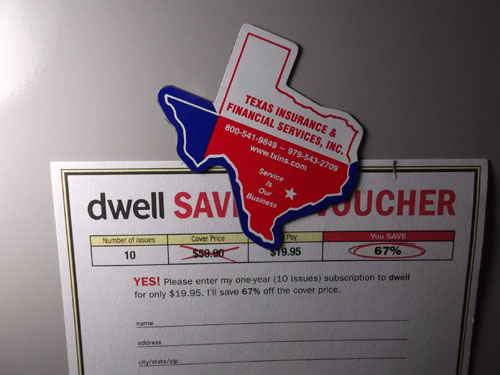 TEXAS INSURANCE &
FINANCIAL SERVICES, INC.
800-541-9849 ~ 979-543-2709
www.txins.com
Service
Is
Our
Business
dwell SAV VOUCHER
Number of issues Cover Price Pay You SAVE
10 $59.90 $19.95 67%
YES! Please enter my one-year (10 issues) subscription to dwell
for only $19.95. I'll save 67% off the cover price.
name
address
city/state/zip